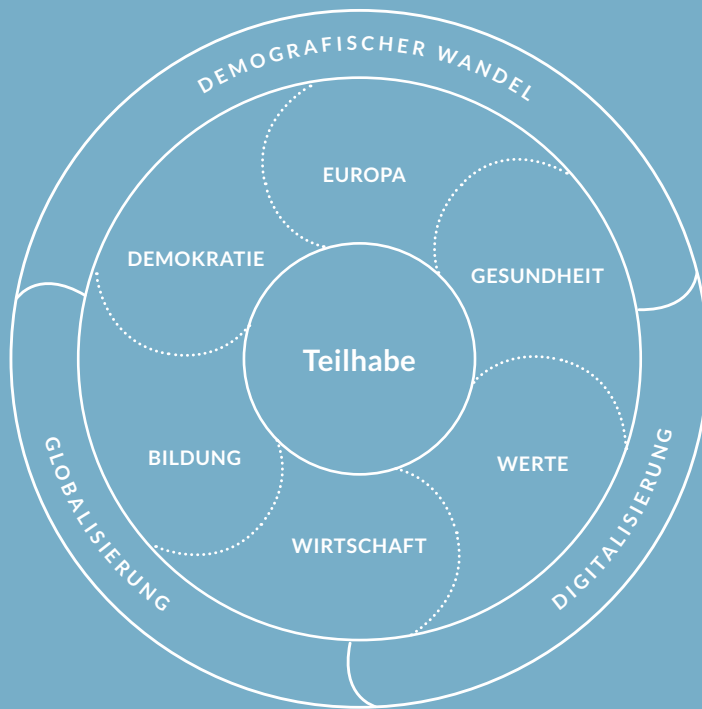 DEMOGRAFISCHER WANDEL
EUROPA
DEMOKRATIE
GESUNDHEIT
Teilhabe
BILDUNG
WERTE
WIRTSCHAFT
GLOBALISIERUNG
DIGITALISIERUNG